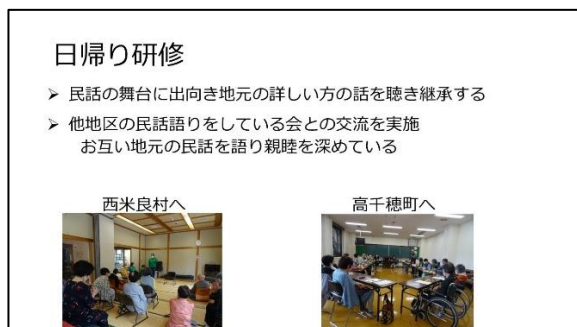 日帰り研修
➢ 民話の舞台に出向き地元の詳しい方の話を聴き継承する
➢ 他地区の民話語りをしている会との交流を実施
お互い地元の民話を語り親睦を深めている
西米良村へ
高千穂町へ